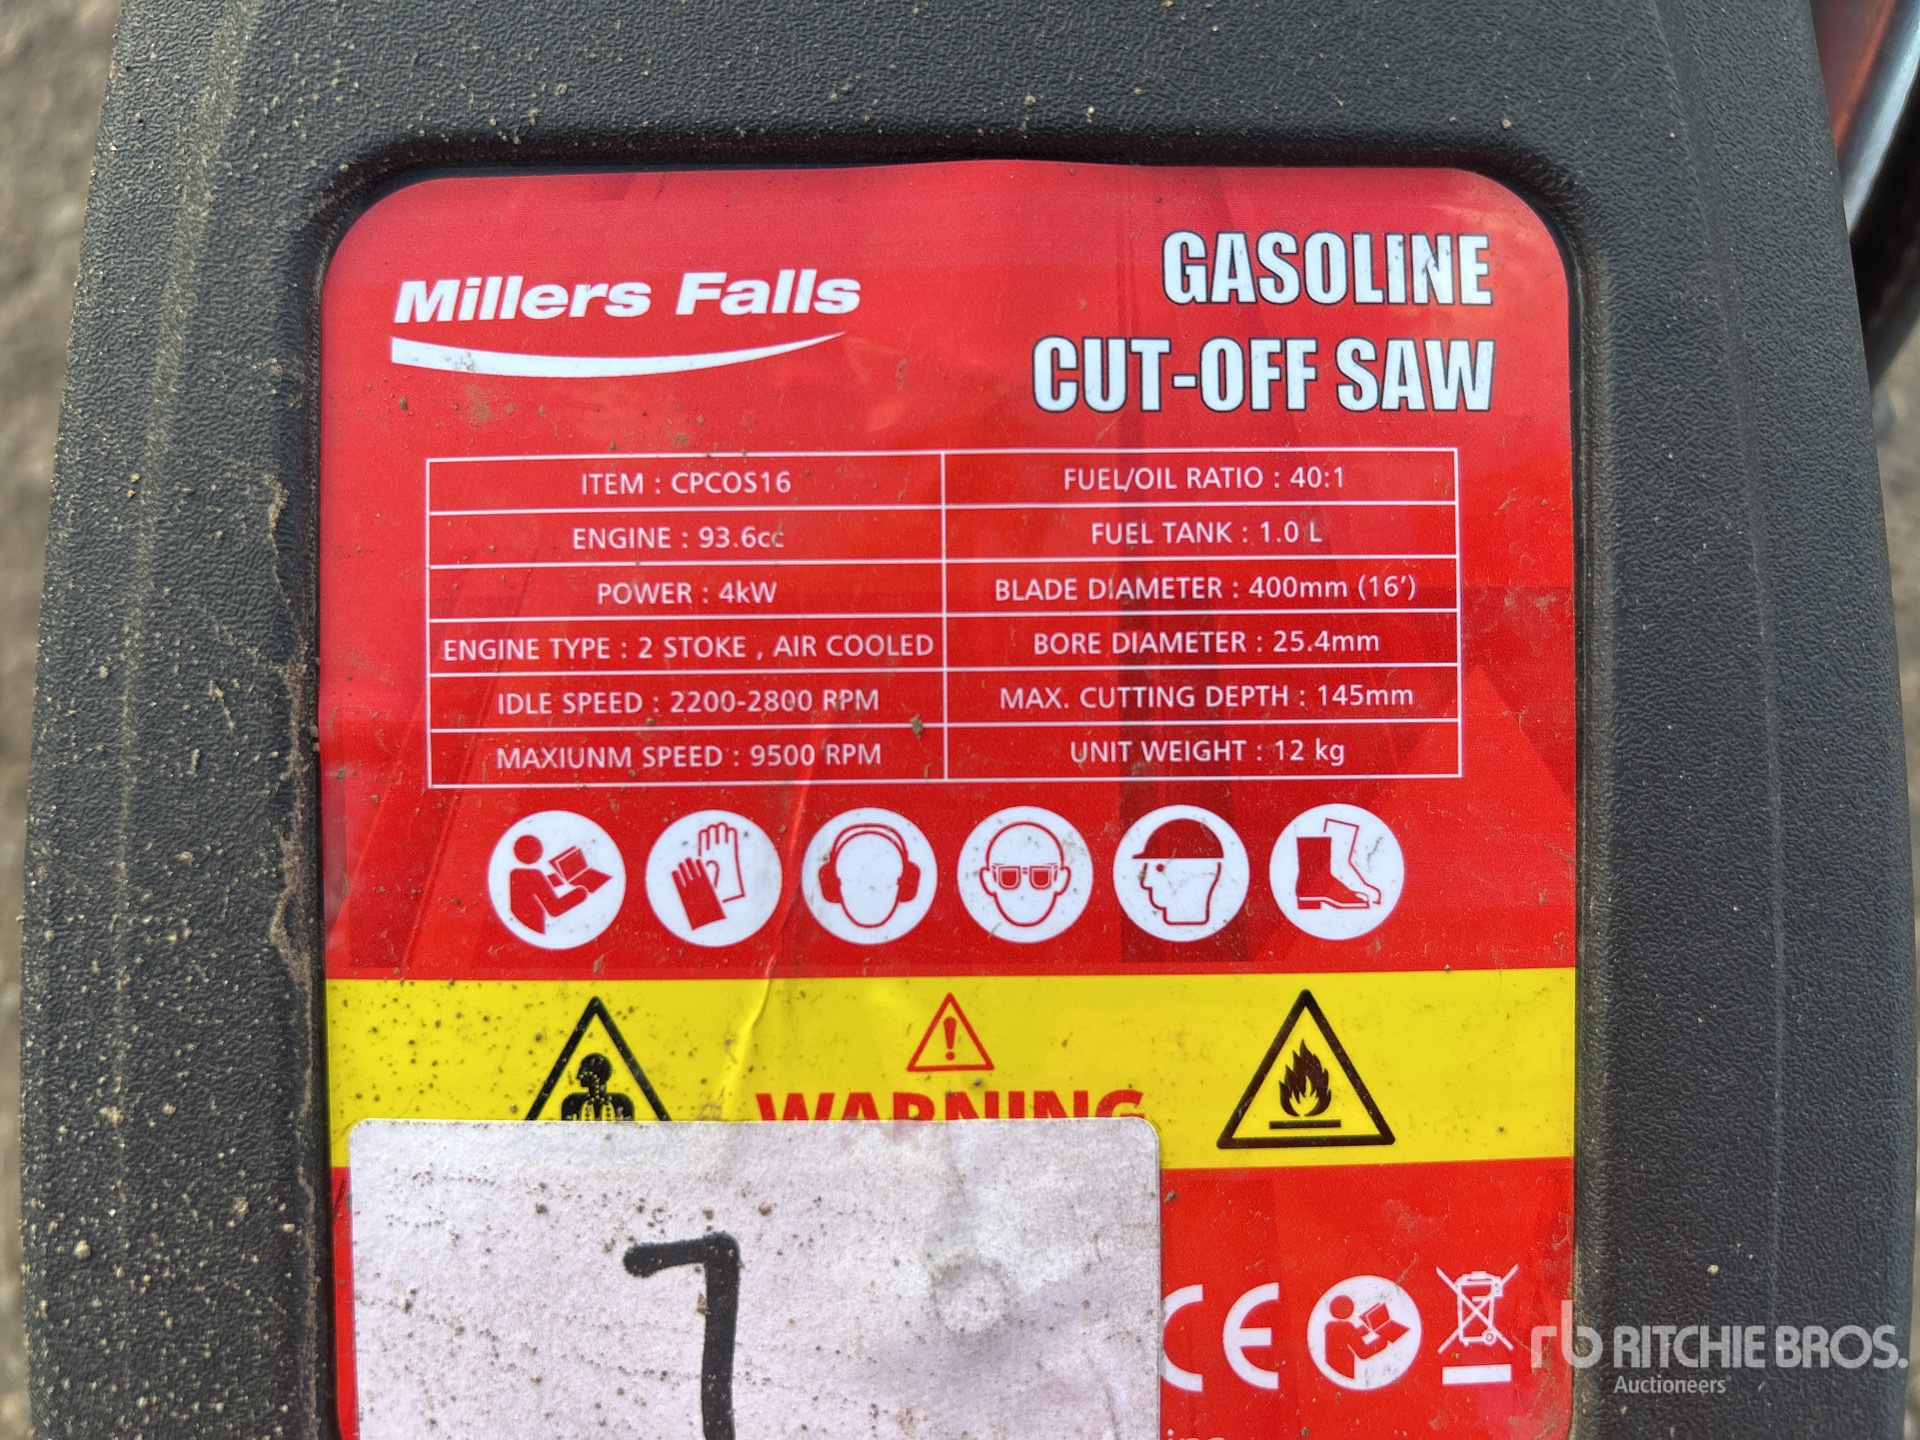 Millers Falls
GASOLINE
CUT-OFF SAW
ITEM : CPCOS16
FUEL/OIL RATIO : 40:1
ENGINE : 93.6cc
FUEL TANK : 1.0 L
POWER : 4kW
BLADE DIAMETER : 400mm (16')
ENGINE TYPE : 2 STOKE , AIR COOLED
BORE DIAMETER : 25.4mm
IDLE SPEED : 2200-2800 RPM
MAX. CUTTING DEPTH : 145mm
MAXIUNM SPEED : 9500 RPM
UNIT WEIGHT : 12 kg
WARNING
7
CE
rb RITCHIE BROS.
Auctioneers